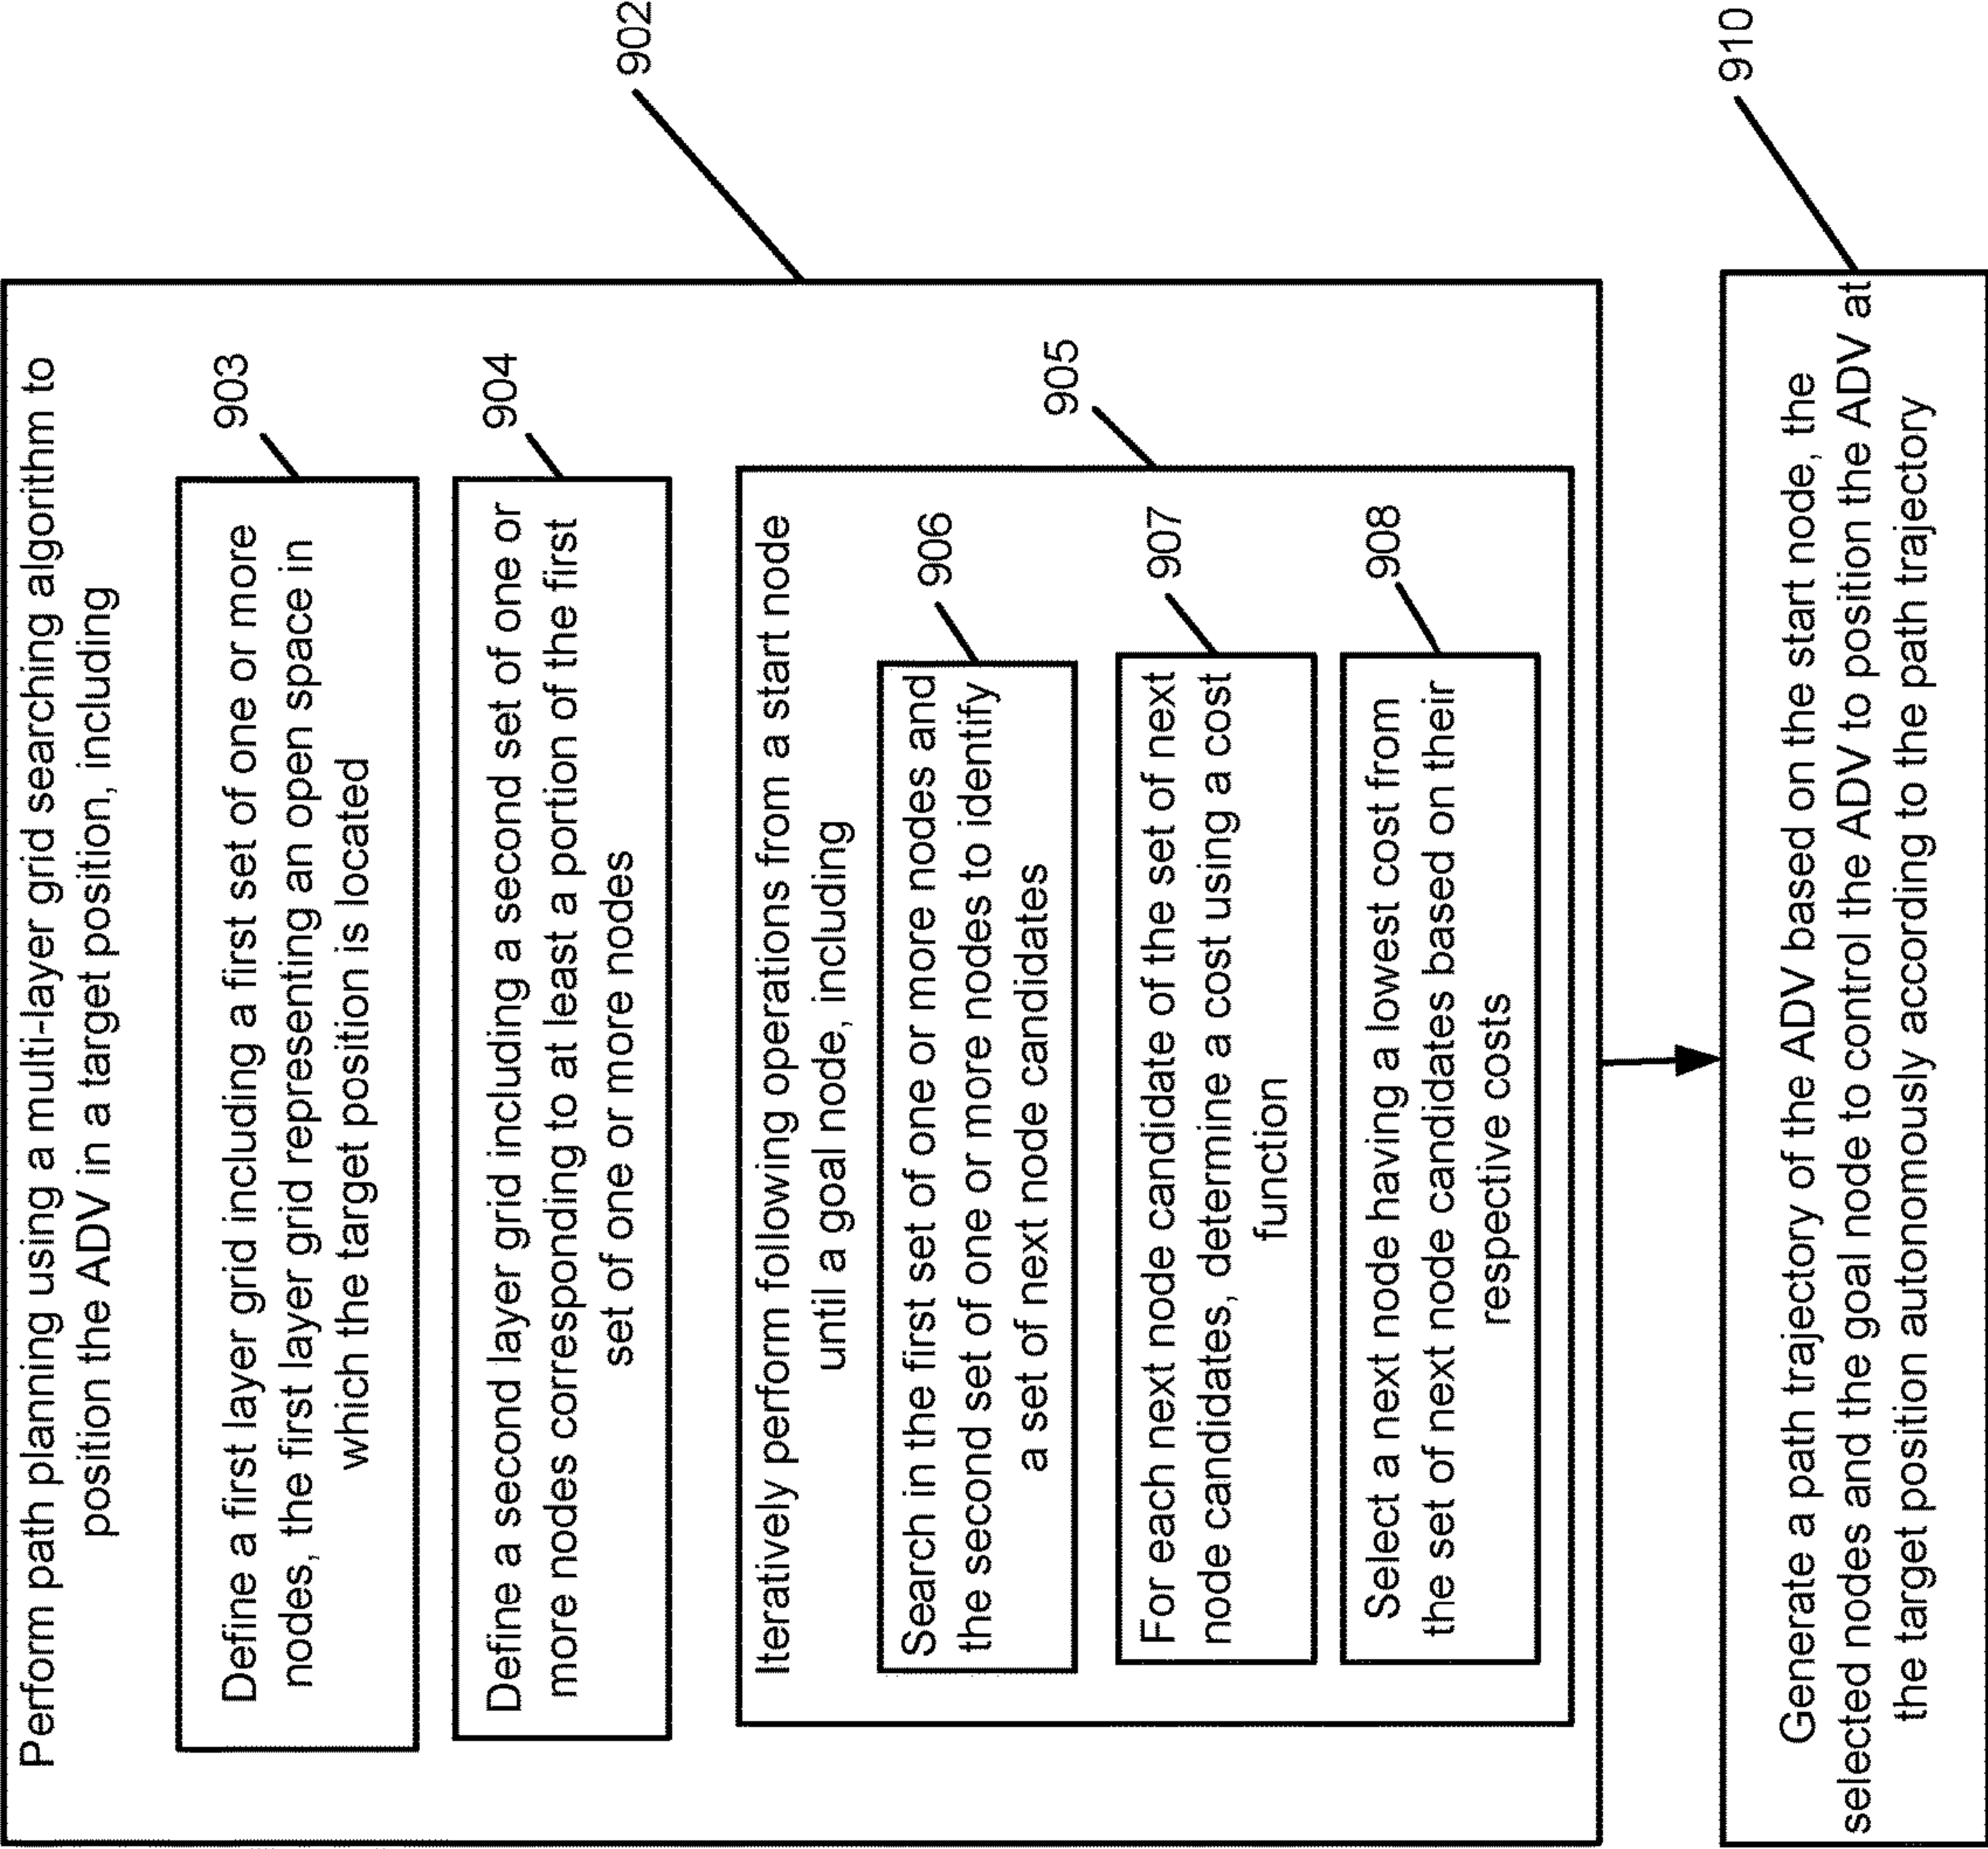 902
Perform path planning using a multi-layer grid searching algorithm to
position the ADV in a target position, including
903
Define a first layer grid including a first set of one or more
nodes, the first layer grid representing an open space in
which the target position is located
904
Define a second layer grid including a second set of one or
more nodes corresponding to at least a portion of the first
set of one or more nodes
905
Iteratively perform following operations from a start node
until a goal node, including
906
Search in the first set of one or more nodes and
the second set of one or more nodes to identify
a set of next node candidates
907
For each next node candidate of the set of next
node candidates, determine a cost using a cost
function
908
Select a next node having a lowest cost from
the set of next node candidates based on their
respective costs
910
Generate a path trajectory of the ADV based on the start node, the
selected nodes and the goal node to control the ADV to position the ADV at
the target position autonomously according to the path trajectory